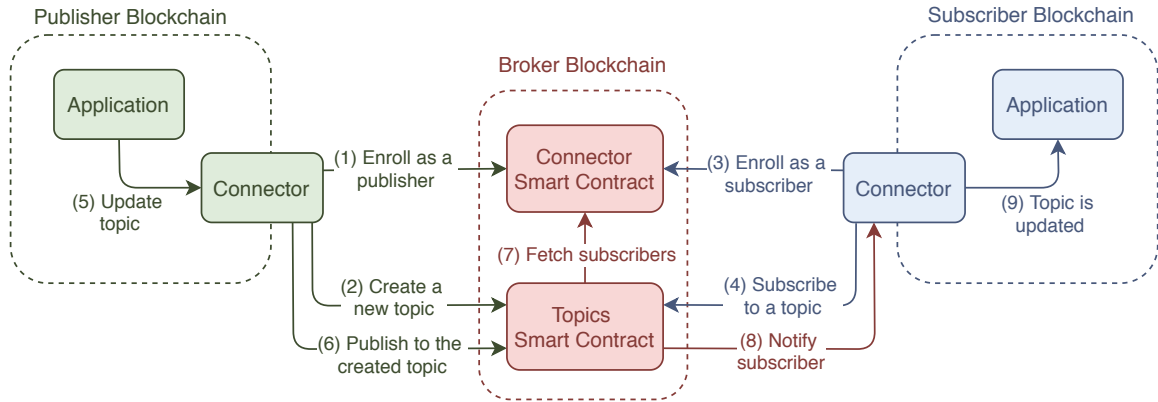 Publisher Blockchain
Broker Blockchain
Subscriber Blockchain
Application
Connector
(1) Enroll as a
publisher
Connector
Smart Contract
(3) Enroll as a
subscriber
Connector
Application
(5) Update
topic
(9) Topic is
updated
(7) Fetch subscribers
(2) Create a
new topic
Topics
Smart Contract
(4) Subscribe
to a topic
(6) Publish to the
created topic
(8) Notify
subscriber